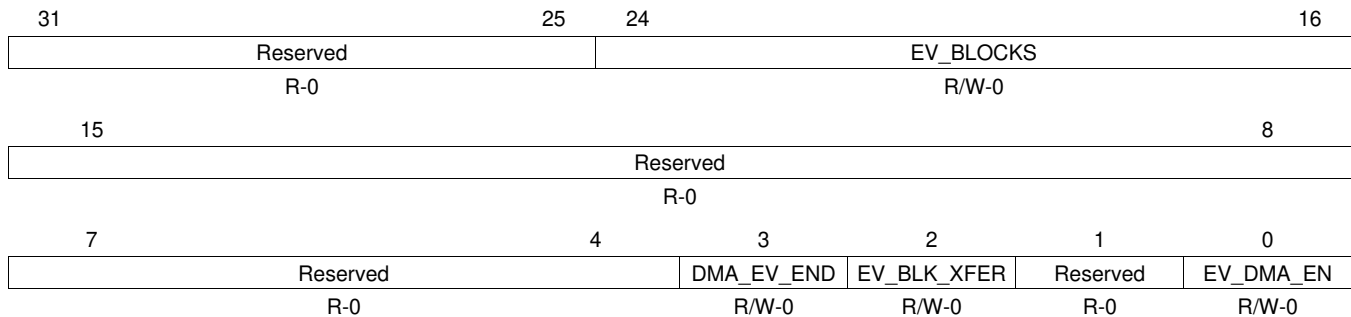 31 25 24 16
Reserved EV_BLOCKS
R-0 R/W-0
15 8
Reserved
R-0
7 4 3 2 1 0
Reserved DMA_EV_END EV_BLK_XFER Reserved EV_DMA_EN
R-0 R/W-0 R/W-0 R-0 R/W-0